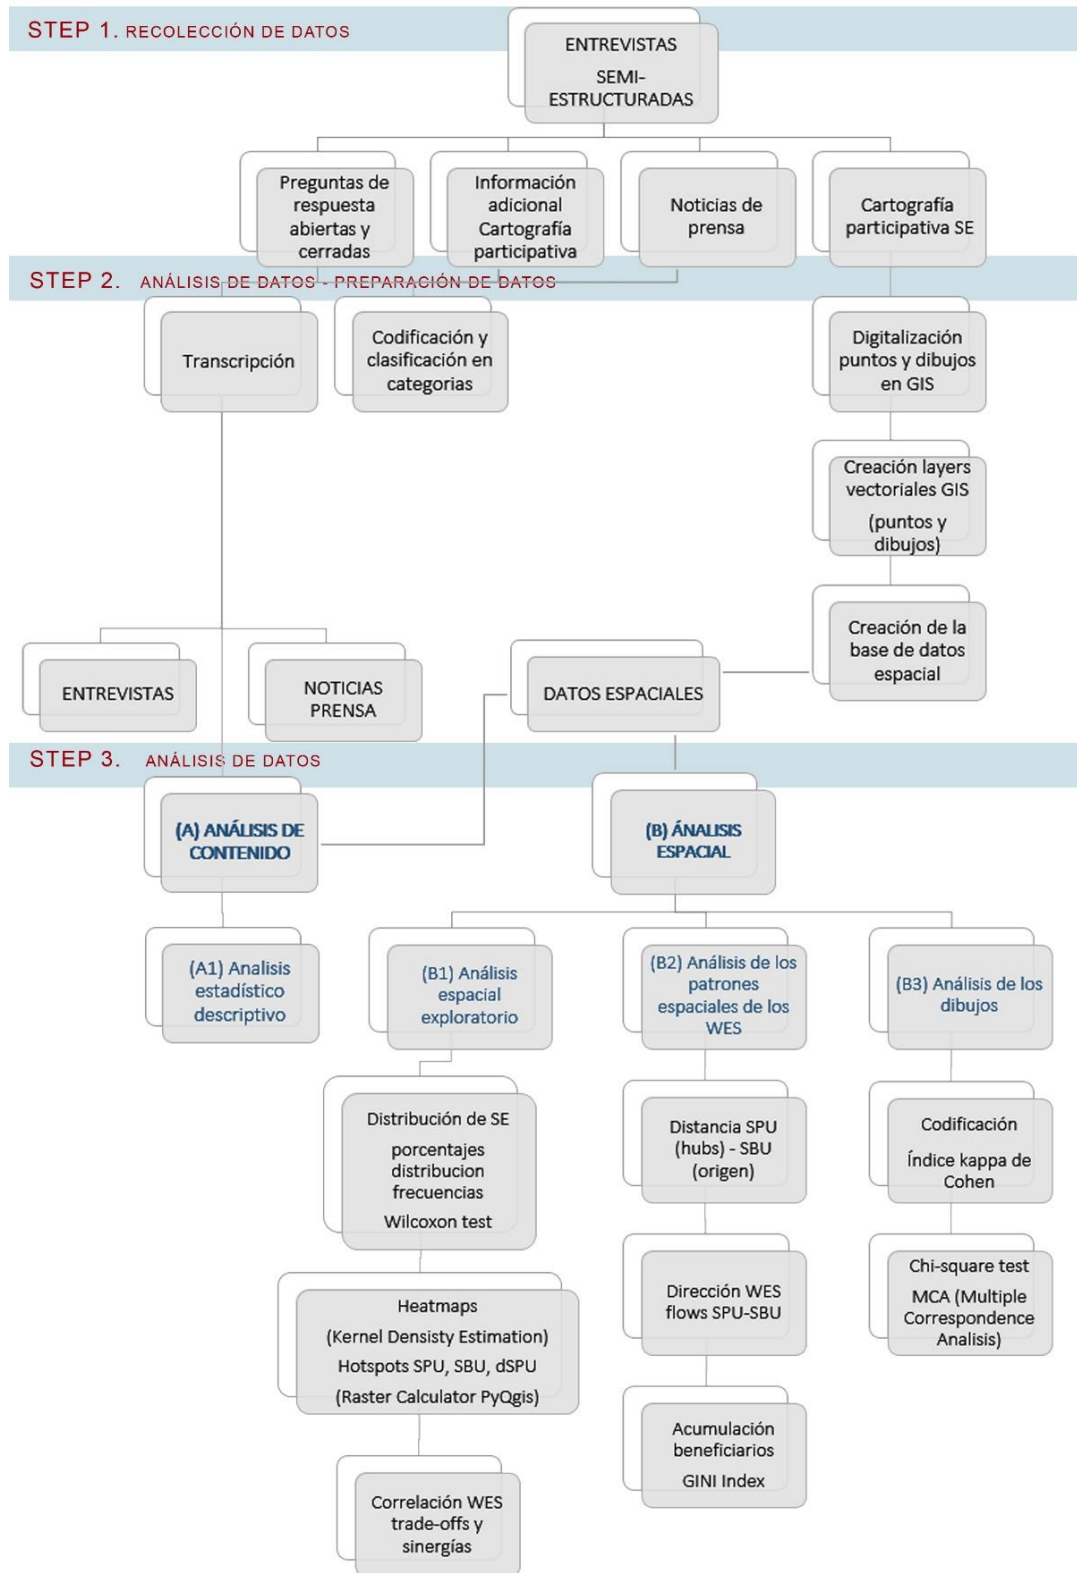 STEP 1. RECOLECCIÓN DE DATOS
ENTREVISTAS
SEMI-
ESTRUCTURADAS
Preguntas de
respuesta
abiertas y
cerradas
Información
adicional
Cartografía
participativa
Noticias de
prensa
Cartografía
participativa SE
STEP 2. ANÁLISIS DE DATOS - PREPARACIÓN DE DATOS
Transcripción
Codificación y
clasificación en
categorias
Digitalización
puntos y dibujos
en GIS
Creación layers
vectoriales GIS
(puntos y
dibujos)
Creación de la
base de datos
espacial
ENTREVISTAS
NOTICIAS
PRENSA
DATOS ESPACIALES
STEP 3. ANÁLISIS DE DATOS
(A) ANÁLISIS DE
CONTENIDO
(B) ÁNALISIS
ESPACIAL
(A1) Analisis
estadístico
descriptivo
(B1) Análisis
espacial
exploratorio
(B2) Análisis de los
patrones
espaciales de los
WES
(B3) Análisis de los
dibujos
Distribución de SE
porcentajes
distribucion
frecuencias
Wilcoxon test
Distancia SPU
(hubs) - SBU
(origen)
Codificación
Índice kappa de
Cohen
Heatmaps
(Kernel Densisty Estimation)
Hotspots SPU, SBU, dSPU
(Raster Calculator PyQgis)
Dirección WES
flows SPU-SBU
Chi-square test
MCA (Multiple
Correspondence
Analisis)
Correlación WES
trade-offs y
sinergías
Acumulación
beneficiarios
GINI Index